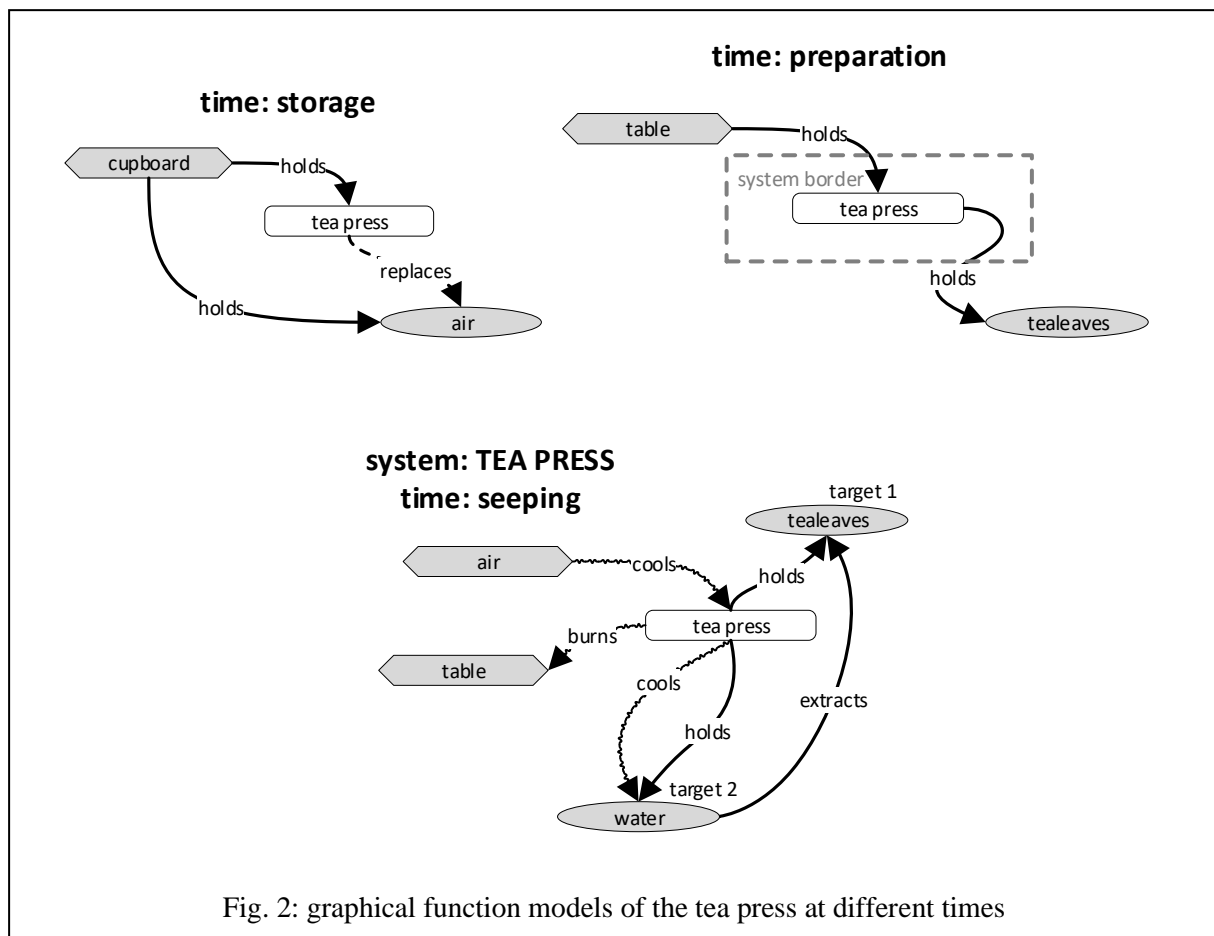 time: storage
cupboard
holds
tea press
replaces
holds
air
time: preparation
table
holds
system border
tea press
holds
tealeaves
system: TEA PRESS
time: seeping
target 1
tealeaves
air
cools
holds
tea press
burns
table
cools
extracts
holds
target 2
water
Fig. 2: graphical function models of the tea press at different times